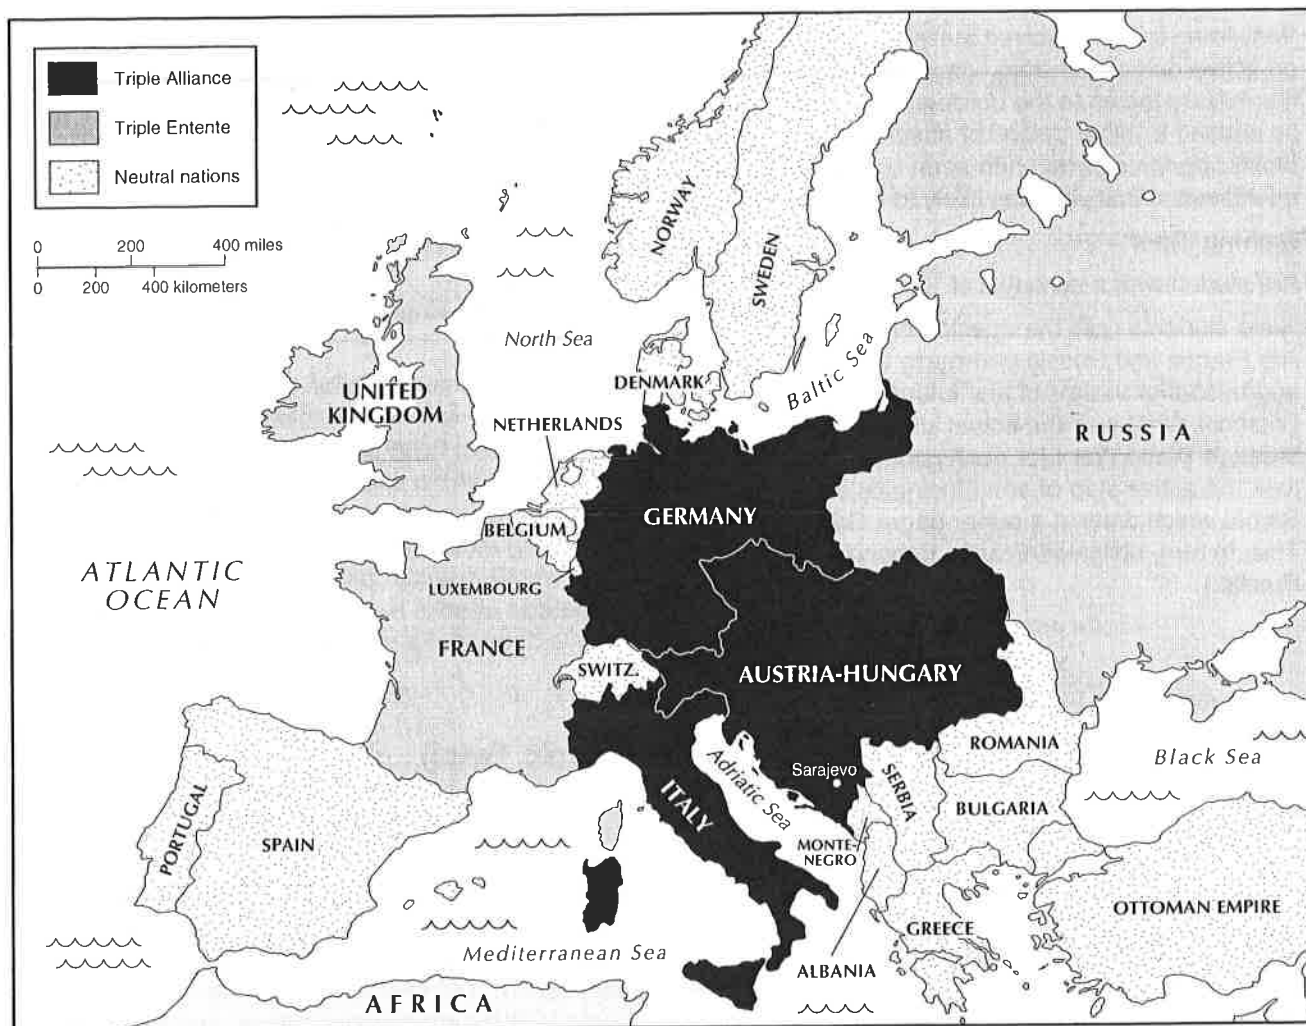 Triple Alliance
Triple Entente
Neutral nations
0 200 400 miles
0 200 400 kilometers
NORWAY
SWEDEN
North Sea
Baltic Sea
DENMARK
UNITED
KINGDOM
NETHERLANDS
RUSSIA
GERMANY
BELGIUM
ATLANTIC
OCEAN
LUXEMBOURG
FRANCE
SWITZ.
AUSTRIA-HUNGARY
ROMANIA
Black Sea
Adriatic Sea
Sarajevo
SERBIA
ITALY
BULGARIA
PORTUGAL
SPAIN
MONTE-
NEGRO
OTTOMAN EMPIRE
GREECE
Mediterranean Sea
ALBANIA
AFRICA